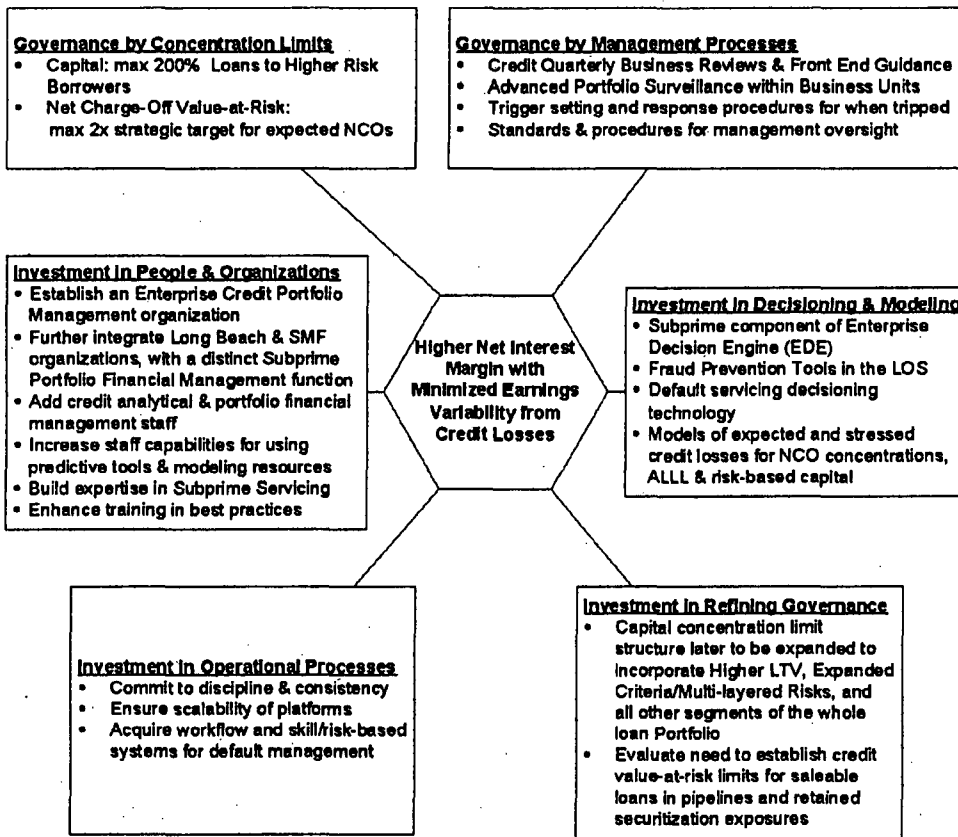 Governance by Concentration Limits
• Capital: max 200% Loans to Higher Risk
Borrowers
• Net Charge-Off Value-at-Risk:
max 2x strategic target for expected NCOs
Governance by Management Processes
• Credit Quarterly Business Reviews & Front End Guidance
• Advanced Portfolio Surveillance within Business Units
• Trigger setting and response procedures for when tripped
• Standards & procedures for management oversight
Investment in People & Organizations
• Establish an Enterprise Credit Portfolio
Management organization
• Further integrate Long Beach & SMF
organizations, with a distinct Subprime
Portfolio Financial Management function
• Add credit analytical & portfolio financial
management staff
• Increase staff capabilities for using
predictive tools & modeling resources
• Build expertise in Subprime Servicing
• Enhance training in best practices
Higher Net Interest
Margin with
Minimized Earnings
Variability from
Credit Losses
Investment in Decisioning & Modeling
• Subprime component of Enterprise
Decision Engine (EDE)
• Fraud Prevention Tools in the LOS
• Default servicing decisioning
technology
• Models of expected and stressed
credit losses for NCO concentrations,
ALLL & risk-based capital
Investment in Operational Processes
• Commit to discipline & consistency
• Ensure scalability of platforms
• Acquire workflow and skill/risk-based
systems for default management
Investment in Refining Governance
• Capital concentration limit
structure later to be expanded to
incorporate Higher LTV, Expanded
Criteria/Multi-layered Risks, and
all other segments of the whole
loan Portfolio
• Evaluate need to establish credit
value-at-risk limits for saleable
loans in pipelines and retained
securitization exposures